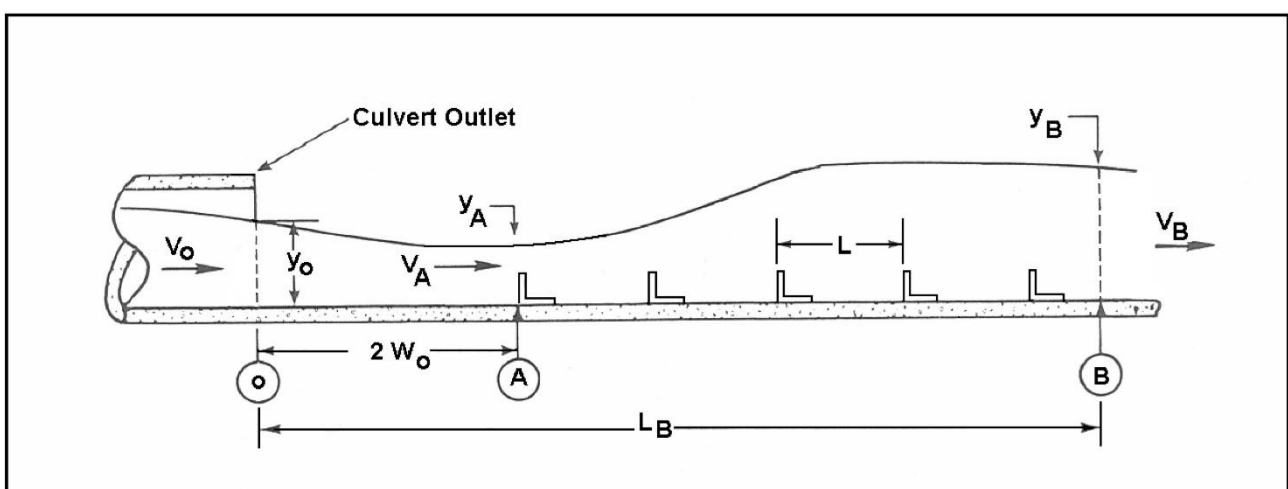 Culvert Outlet
y_B
y_A
V_o
y_o
V_A
L
V_B
2 W_o
o
A
B
L_B